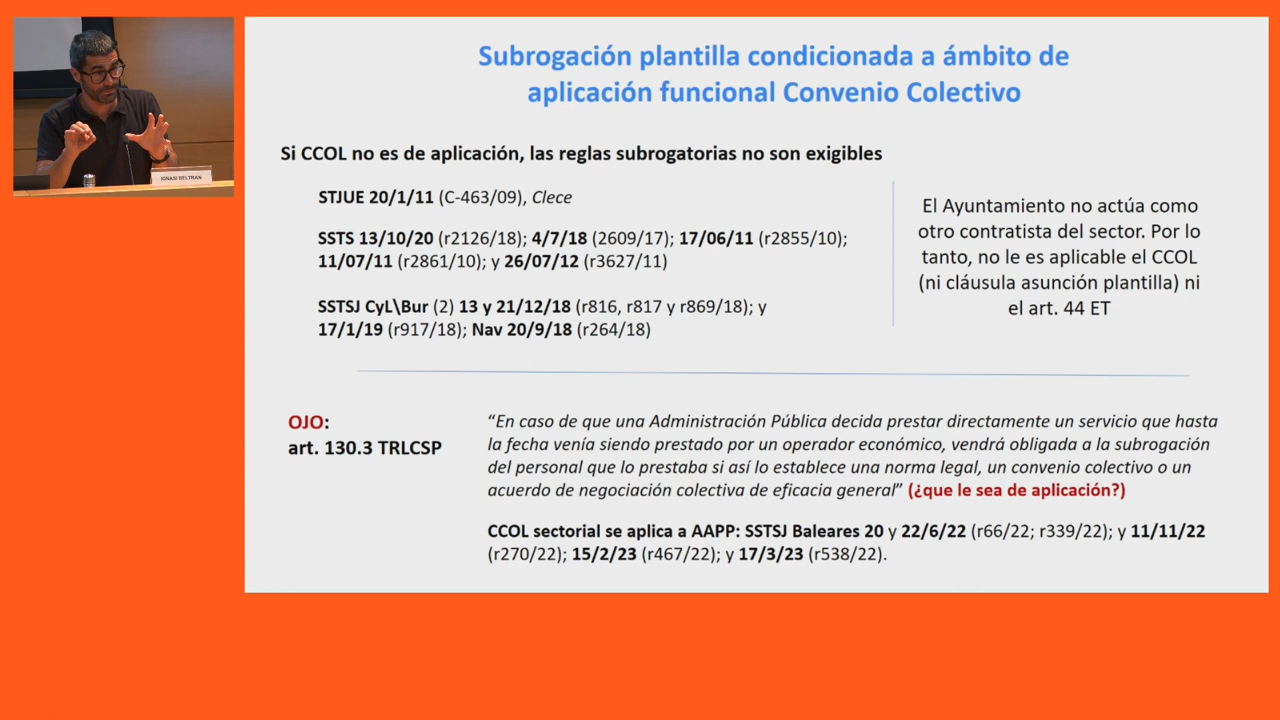 IGNASI BELTRAN
Subrogación plantilla condicionada a ámbito de
aplicación funcional Convenio Colectivo
Si CCOL no es de aplicación, las reglas subrogatorias no son exigibles
STJUE 20/1/11 (C-463/09), Clece
SSTS 13/10/20 (r2126/18); 4/7/18 (2609/17); 17/06/11 (r2855/10);
11/07/11 (r2861/10); y 26/07/12 (r3627/11)
SSTSJ CyL\Bur (2) 13 y 21/12/18 (r816, r817 y r869/18); y
17/1/19 (r917/18); Nav 20/9/18 (r264/18)
El Ayuntamiento no actúa como
otro contratista del sector. Por lo
tanto, no le es aplicable el CCOL
(ni cláusula asunción plantilla) ni
el art. 44 ET
OJO:
art. 130.3 TRLCSP
“En caso de que una Administración Pública decida prestar directamente un servicio que hasta
la fecha venía siendo prestado por un operador económico, vendrá obligada a la subrogación
del personal que lo prestaba si así lo establece una norma legal, un convenio colectivo o un
acuerdo de negociación colectiva de eficacia general” (¿que le sea de aplicación?)
CCOL sectorial se aplica a AAPP: SSTSJ Baleares 20 y 22/6/22 (r66/22; r339/22); y 11/11/22
(r270/22); 15/2/23 (r467/22); y 17/3/23 (r538/22).